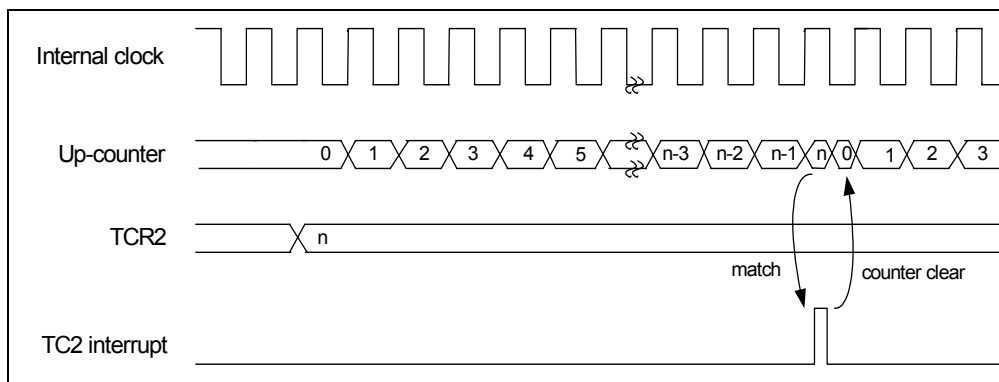 Internal clock
Up-counter 0 1 2 3 4 5 n-3 n-2 n-1 n 0 1 2 3
TCR2 n
match counter clear
TC2 interrupt